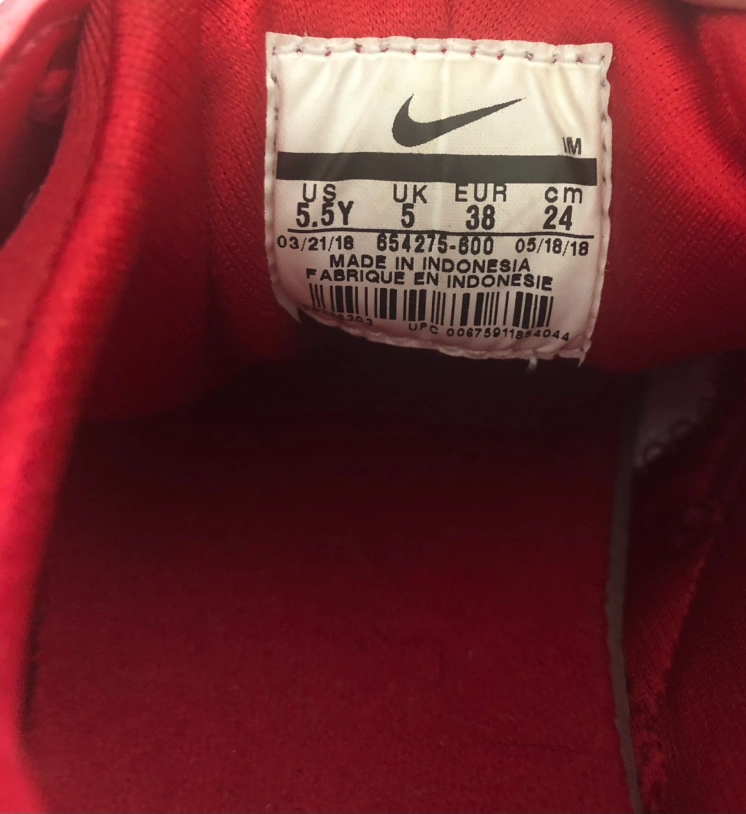 IM
US UK EUR cm
5.5Y 5 38 24
03/21/18 654275-600 05/18/18
MADE IN INDONESIA
FABRIQUE EN INDONESIE
UPC